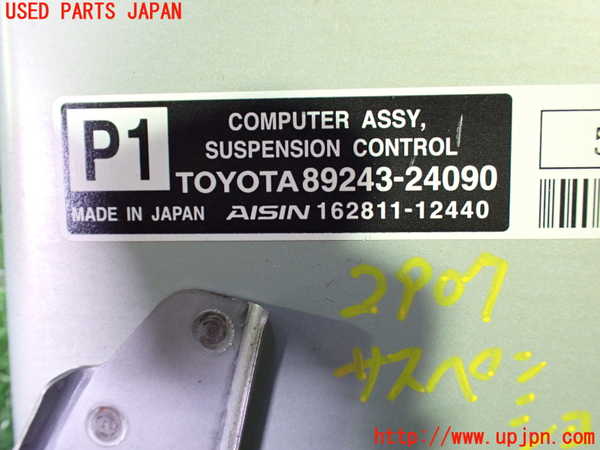 USED PARTS JAPAN
P1
COMPUTER ASSY,
SUSPENSION CONTROL
TOYOTA 89243-24090
MADE IN JAPAN AISIN 162811-12440
2907
サスペン
http://www.upjpn.com/